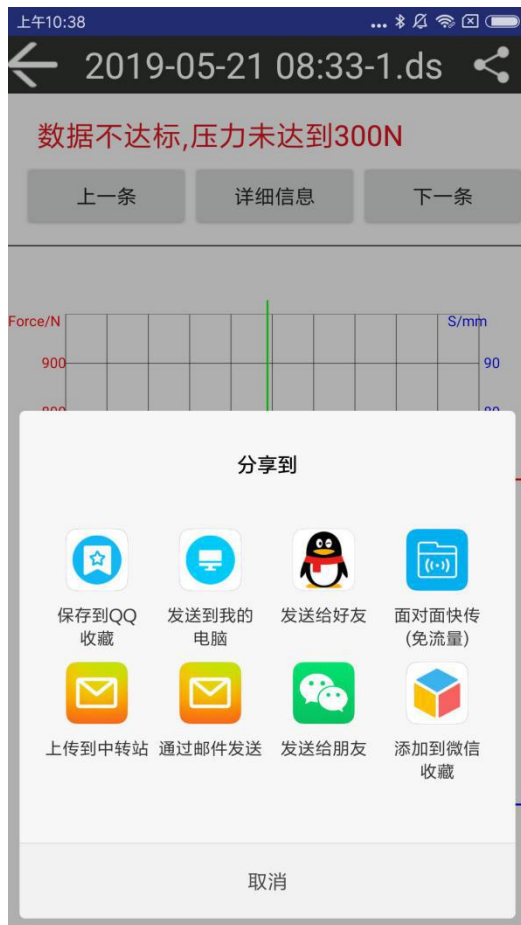 上午10:38
2019-05-21 08:33-1.ds
数据不达标,压力未达到300N
上一条
详细信息
下一条
Force/N
S/mm
900
90
分享到
保存到QQ
收藏
发送到我的
电脑
发送给好友
面对面快传
(免流量)
上传到中转站
通过邮件发送
发送给朋友
添加到微信
收藏
取消